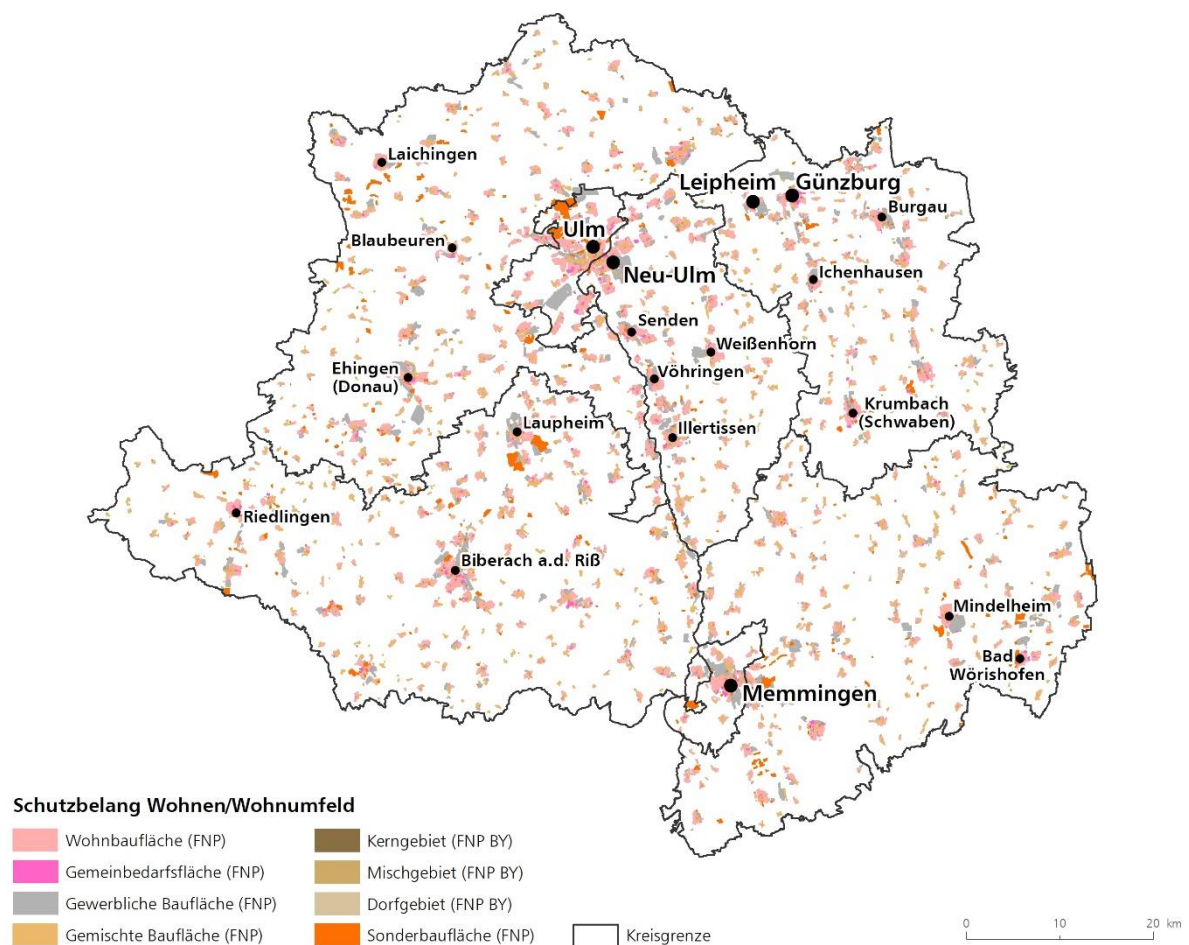 Laichingen
Leipheim
Günzburg
Burgau
Blaubeuren
Ulm
Neu-Ulm
Ichenhausen
Senden
Weißenhorn
Ehingen
(Donau)
Vöhringen
Krumbach
(Schwaben)
Laupheim
Illertissen
Riedlingen
Biberach a.d. Riß
Mindelheim
Bad
Wörishofen
Memmingen
Schutzbelang Wohnen/Wohnumfeld
Wohnbaufläche (FNP)
Gemeinbedarfsfläche (FNP)
Gewerbliche Baufläche (FNP)
Gemischte Baufläche (FNP)
Kerngebiet (FNP BY)
Mischgebiet (FNP BY)
Dorfgebiet (FNP BY)
Sonderbaufläche (FNP)
Kreisgrenze
0 10 20 km